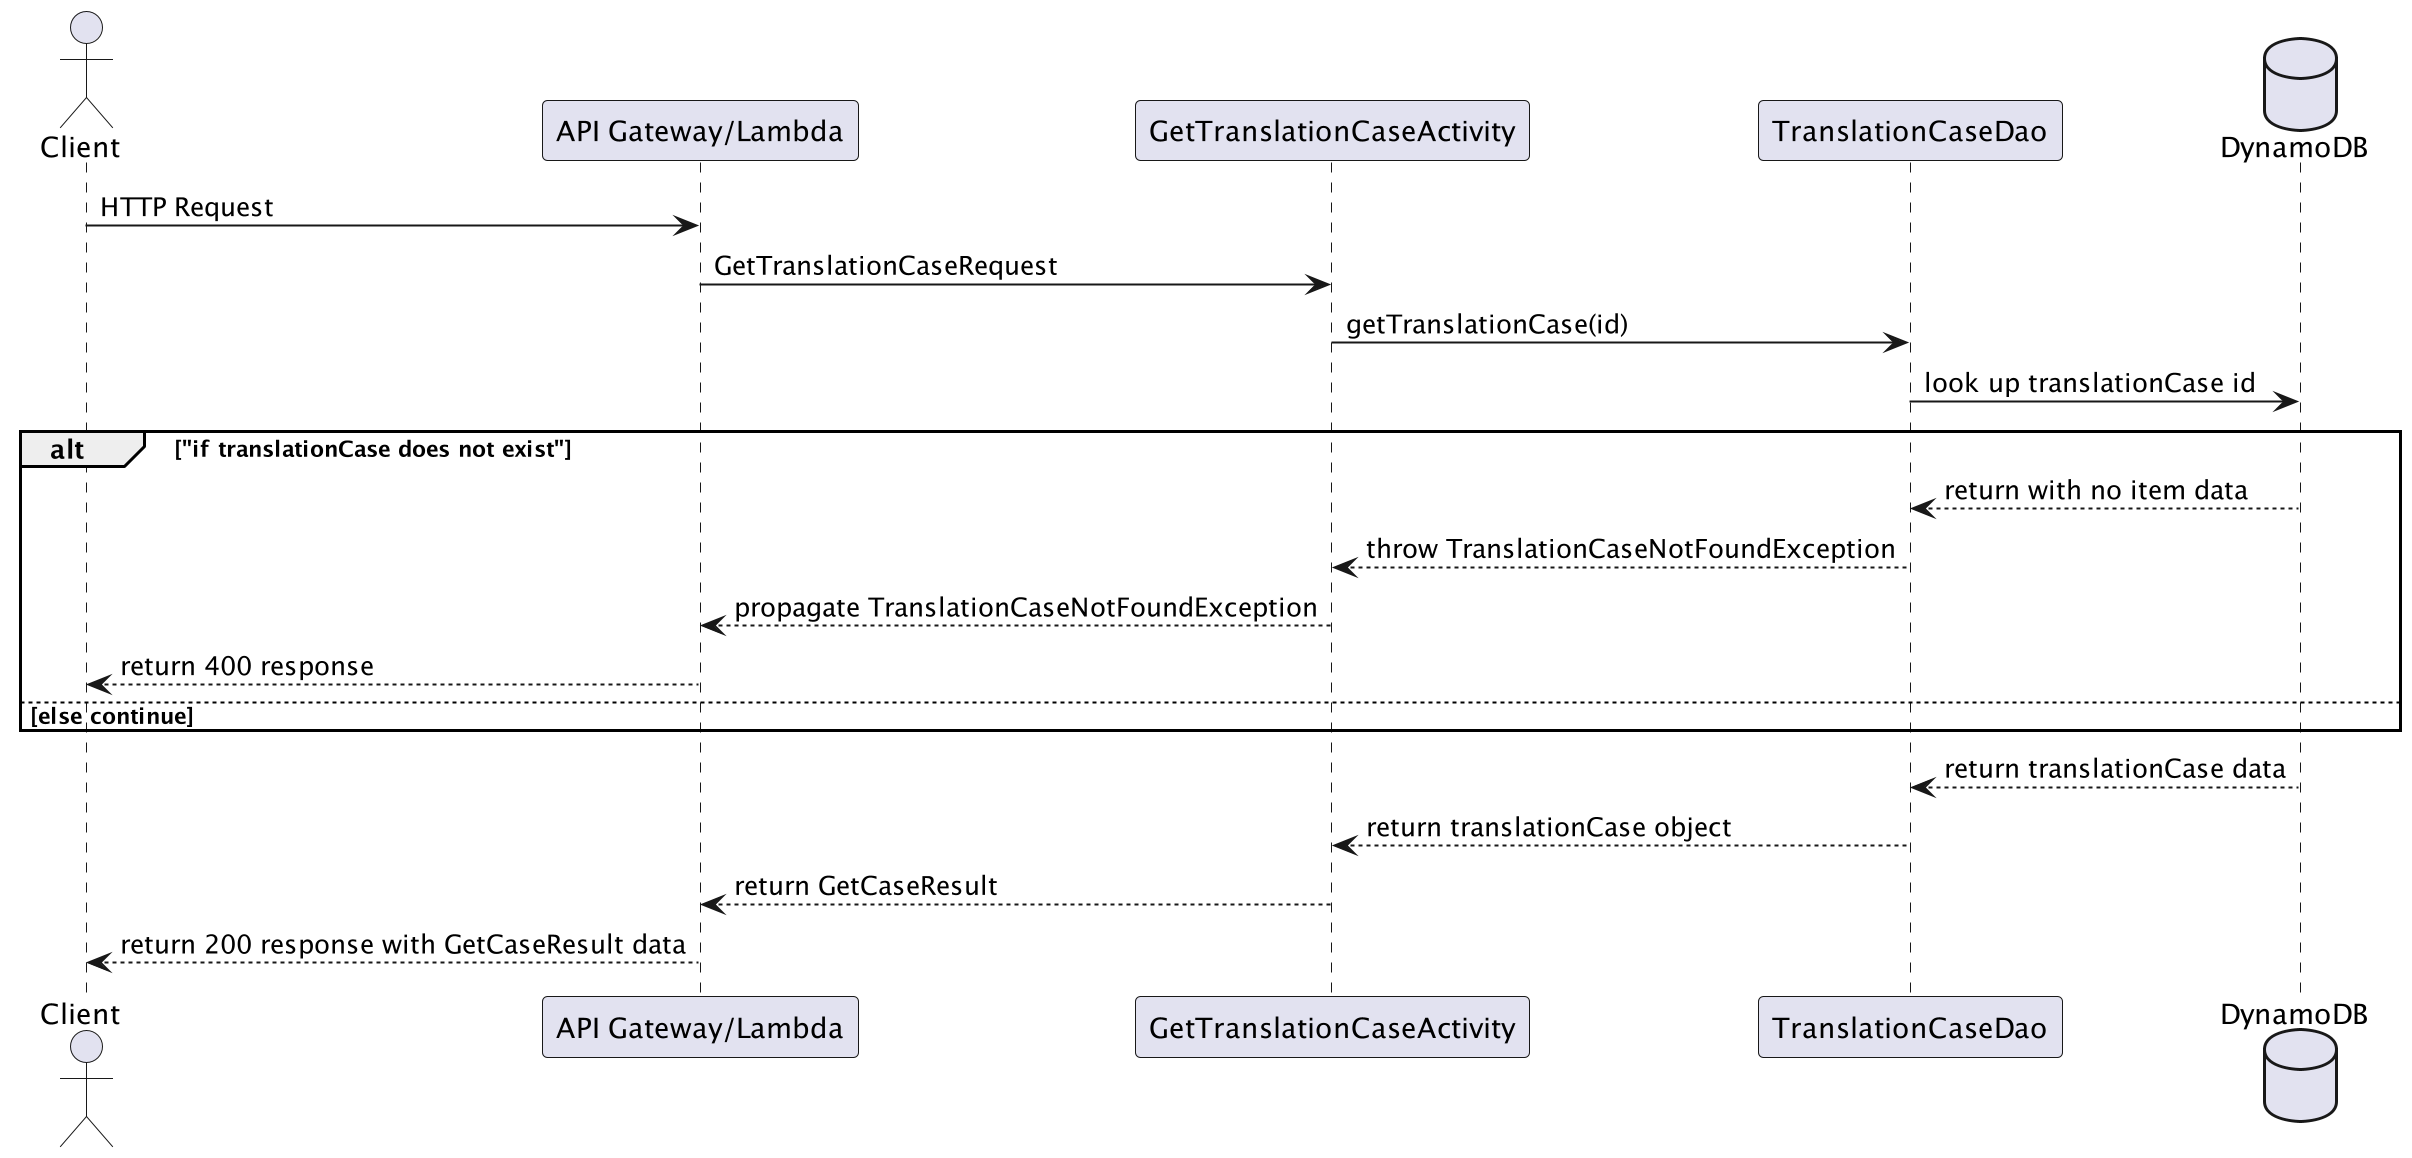 Client
API Gateway/Lambda
GetTranslationCaseActivity
TranslationCaseDao
DynamoDB
HTTP Request
GetTranslationCaseRequest
getTranslationCase(id)
look up translationCase id
alt
["if translationCase does not exist"]
return with no item data
throw TranslationCaseNotFoundException
propagate TranslationCaseNotFoundException
return 400 response
[else continue]
return translationCase data
return translationCase object
return GetCaseResult
return 200 response with GetCaseResult data
Client
API Gateway/Lambda
GetTranslationCaseActivity
TranslationCaseDao
DynamoDB